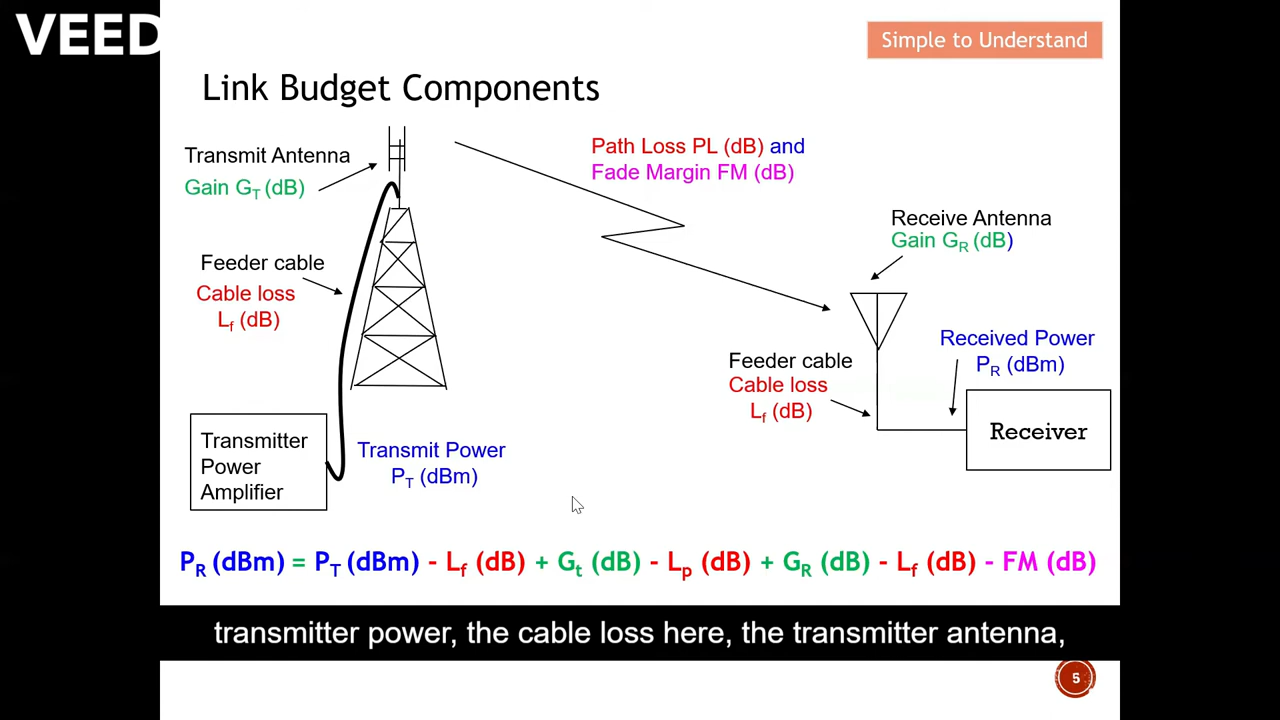 VEED
Simple to Understand
Link Budget Components
Transmit Antenna
Gain G_T (dB)
Path Loss PL (dB) and
Fade Margin FM (dB)
Receive Antenna
Gain G_R (dB)
Feeder cable
Cable loss
L_f (dB)
Feeder cable
Cable loss
L_f (dB)
Received Power
P_R (dBm)
Receiver
Transmitter
Power
Amplifier
Transmit Power
P_T (dBm)
P_R (dBm) = P_T (dBm) - L_f (dB) + G_t (dB) - L_p (dB) + G_R (dB) - L_f (dB) - FM (dB)
transmitter power, the cable loss here, the transmitter antenna,
5